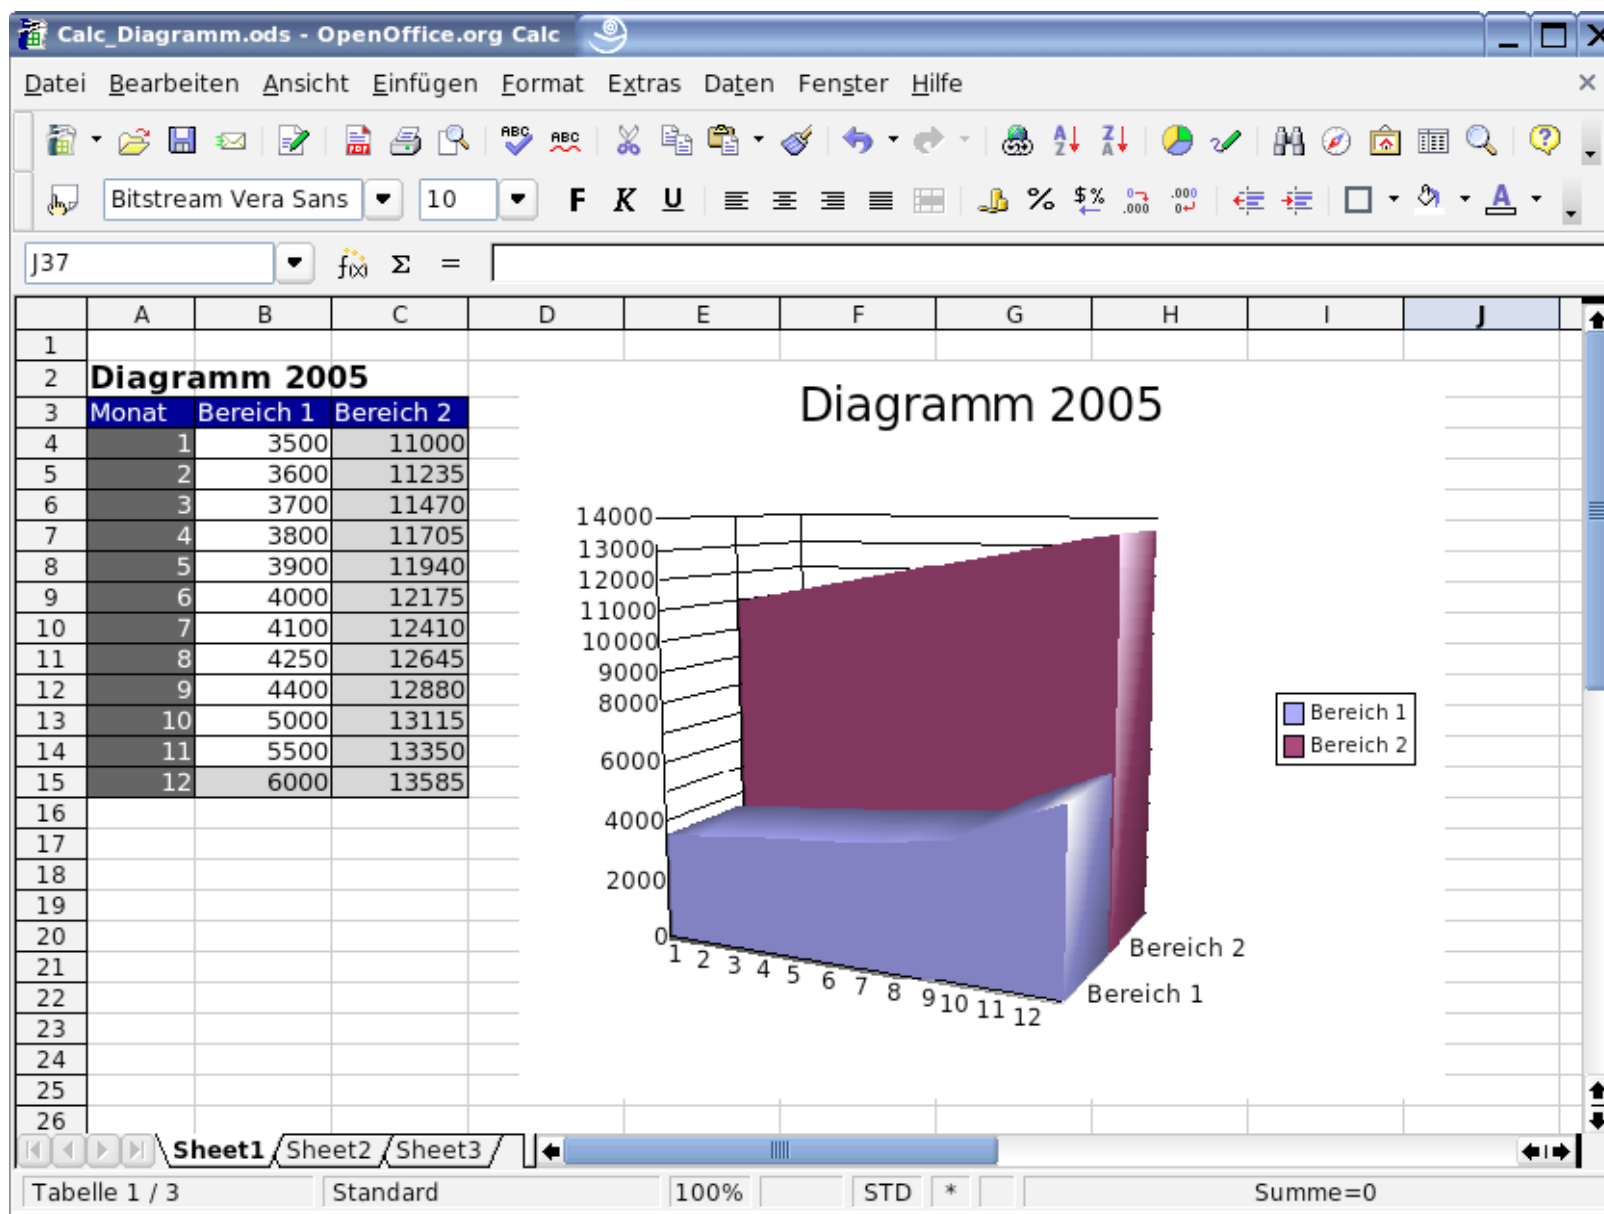 Calc_Diagramm.ods - OpenOffice.org Calc
Datei Bearbeiten Ansicht Einfügen Format Extras Daten Fenster Hilfe
Bitstream Vera Sans 10 F K U
J37 f(x) Σ =
A B C D E F G H I J
1
2 Diagramm 2005
3 Monat Bereich 1 Bereich 2
4 1 3500 11000
5 2 3600 11235
6 3 3700 11470
7 4 3800 11705
8 5 3900 11940
9 6 4000 12175
10 7 4100 12410
11 8 4250 12645
12 9 4400 12880
13 10 5000 13115
14 11 5500 13350
15 12 6000 13585
16
17
18
19
20
21
22
23
24
25
26
Diagramm 2005
14000
13000
12000
11000
10000
9000
8000
6000
4000
2000
0
1 2 3 4 5 6 7 8 9 10 11 12
Bereich 2
Bereich 1
Bereich 1
Bereich 2
Sheet1 Sheet2 Sheet3
Tabelle 1 / 3 Standard 100% STD * Summe=0